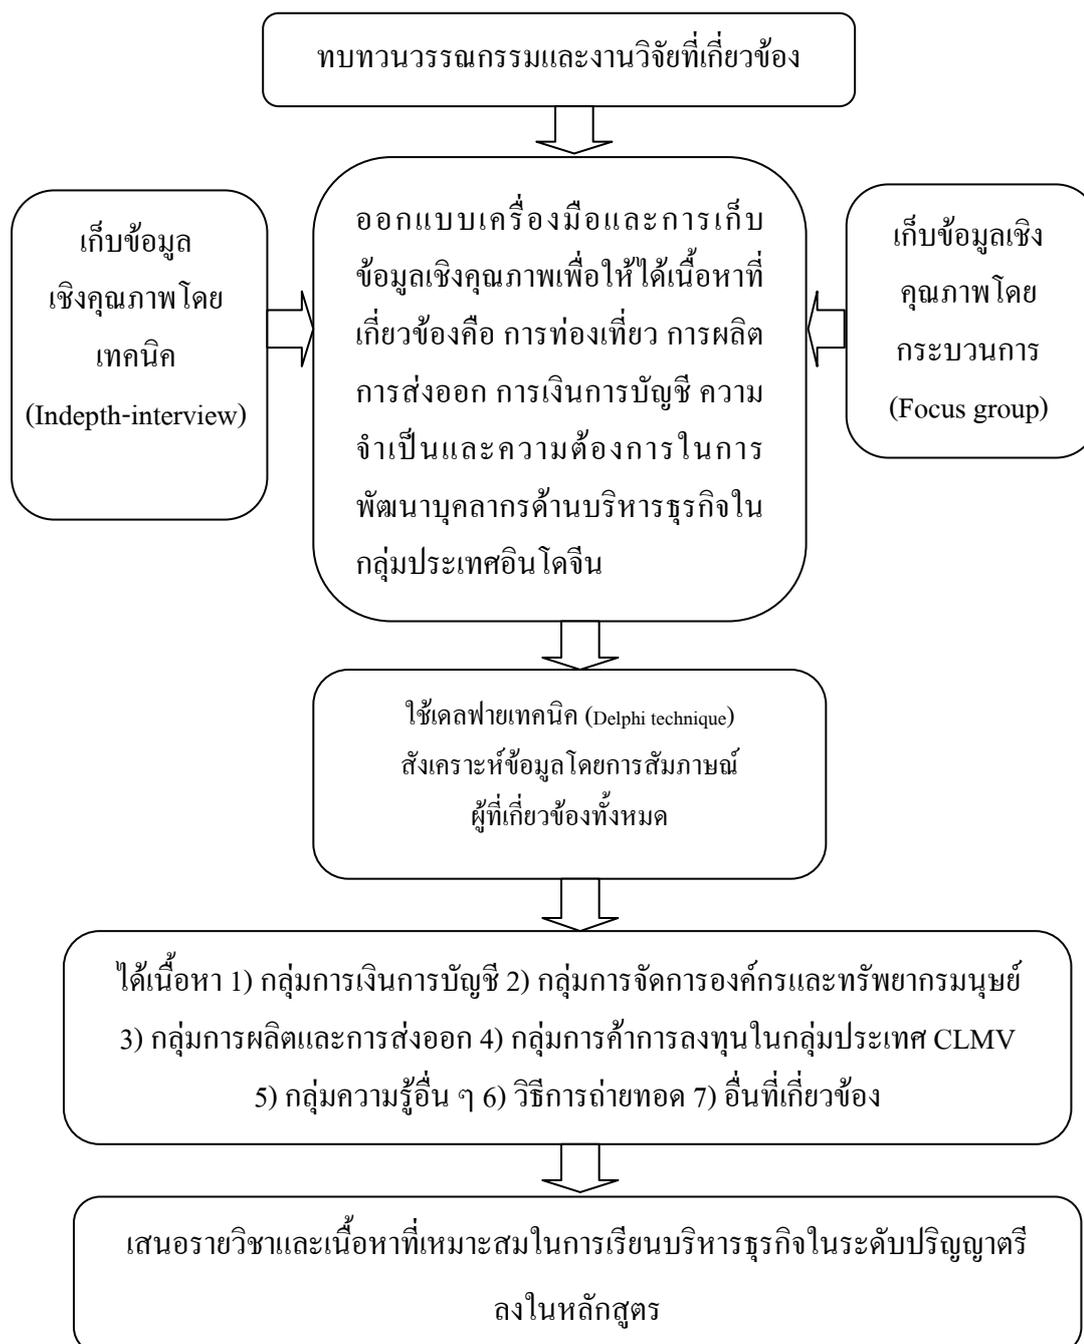 ทบทวนวรรณกรรมและงานวิจัยที่เกี่ยวข้อง
เก็บข้อมูล
เชิงคุณภาพโดย
เทคนิค
(Indepth-interview)
ออกแบบเครื่องมือและการเก็บ
ข้อมูลเชิงคุณภาพเพื่อให้ได้เนื้อหาที่
เกี่ยวข้องคือ การท่องเที่ยว การผลิต
การส่งออก การเงินการบัญชี ความ
จำเป็นและความต้องการในการ
พัฒนาบุคลากรด้านบริหารธุรกิจใน
กลุ่มประเทศอินโดจีน
เก็บข้อมูลเชิง
คุณภาพโดย
กระบวนการ
(Focus group)
ใช้เดลฟายเทคนิค (Delphi technique)
สังเคราะห์ข้อมูลโดยการสัมภาษณ์
ผู้ที่เกี่ยวข้องทั้งหมด
ได้เนื้อหา 1) กลุ่มการเงินการบัญชี 2) กลุ่มการจัดการองค์กรและทรัพยากรมนุษย์
3) กลุ่มการผลิตและการส่งออก 4) กลุ่มการค้าการลงทุนในกลุ่มประเทศ CLMV
5) กลุ่มความรู้อื่น ๆ 6) วิธีการถ่ายทอด 7) อื่นที่เกี่ยวข้อง
เสนอรายวิชาและเนื้อหาที่เหมาะสมในการเรียนบริหารธุรกิจในระดับปริญญาตรี
ลงในหลักสูตร